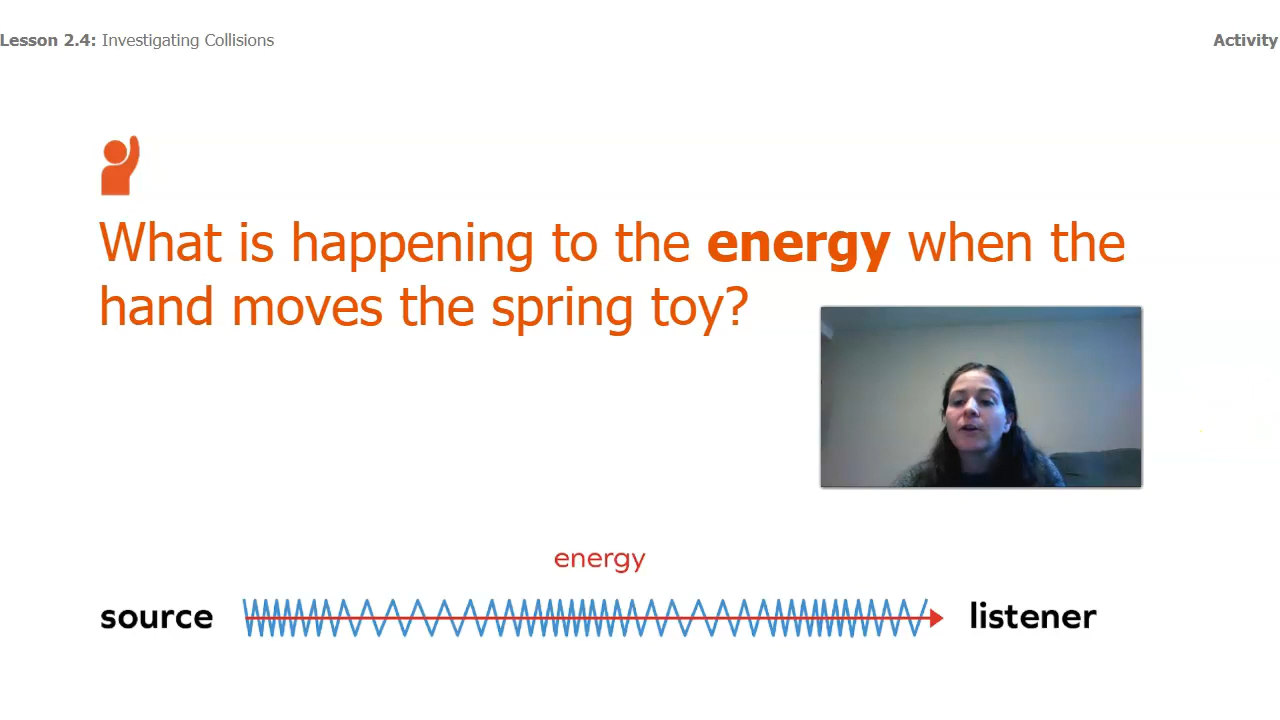 Lesson 2.4: Investigating Collisions
Activity
What is happening to the energy when the
hand moves the spring toy?
energy
source
listener